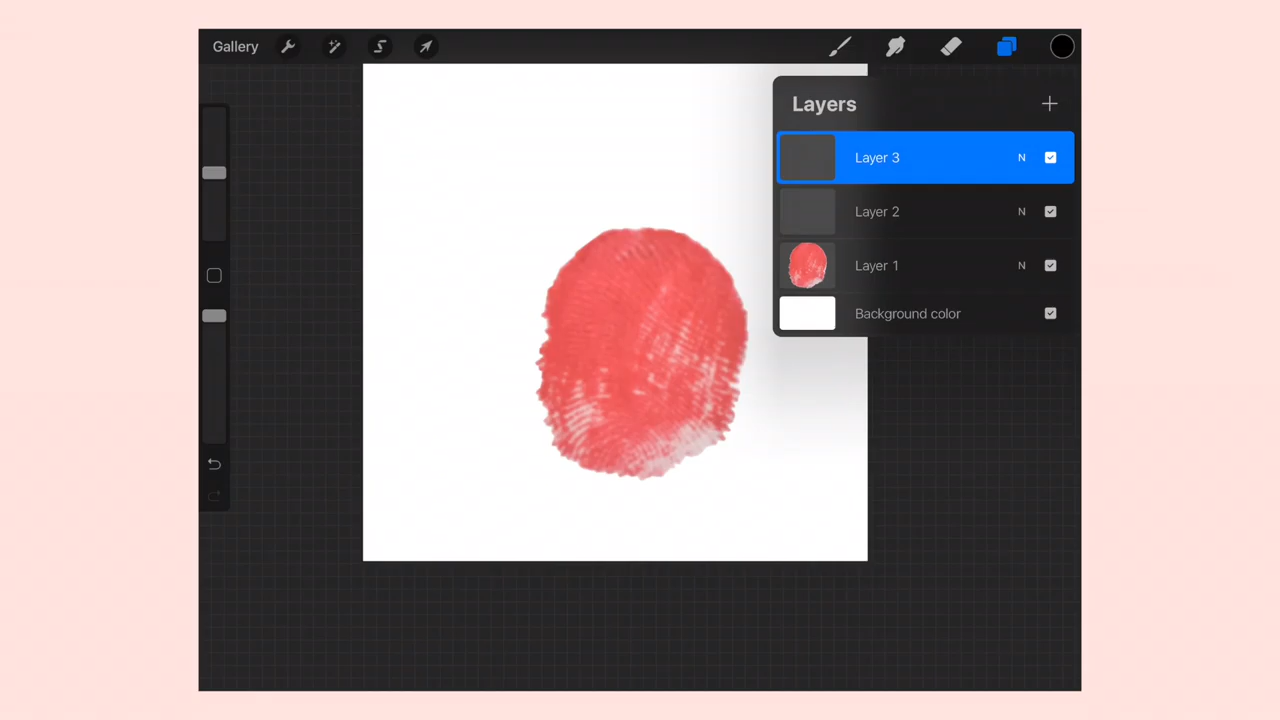 Gallery
Layers
Layer 3 N
Layer 2 N
Layer 1 N
Background color